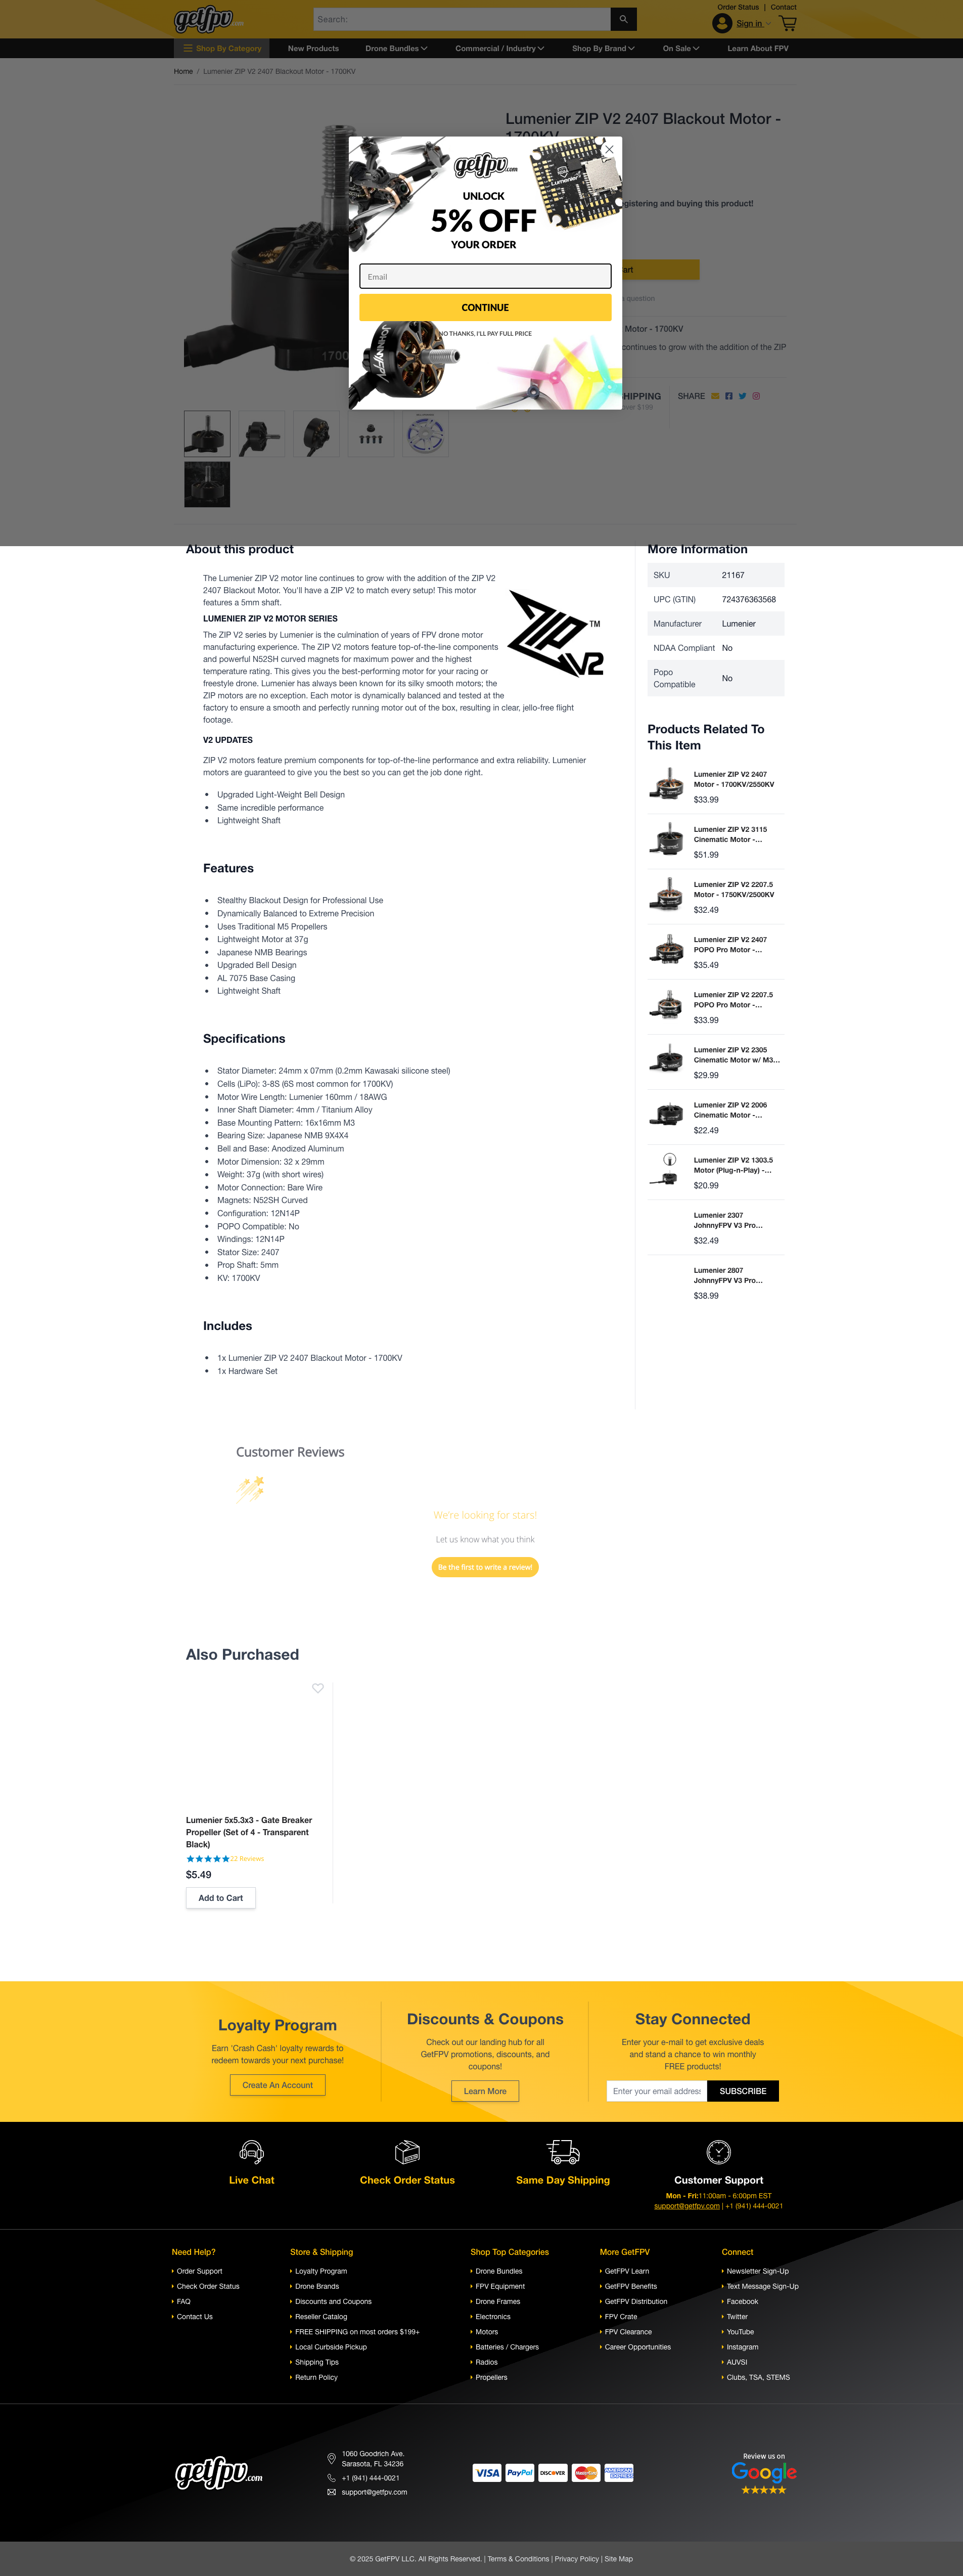 Order Status | Contact
getfpv.com
Search:
Sign in
Shop By Category
New Products
Drone Bundles
Commercial / Industry
Shop By Brand
On Sale
Learn About FPV
Home / Lumenier ZIP V2 2407 Blackout Motor - 1700KV
Lumenier ZIP V2 2407 Blackout Motor -
1700KV
gistering and buying this product!
art
question
Motor - 1700KV
continues to grow with the addition of the ZIP
HIPPING
SHARE
over $198
getfpv.com
Lumenier
UNLOCK
5% OFF
YOUR ORDER
Email
CONTINUE
NO THANKS, I'LL PAY FULL PRICE
JOHNNYFPV
1700
About this product
The Lumenier ZIP V2 motor line continues to grow with the addition of the ZIP V2
2407 Blackout Motor. You'll have a ZIP V2 to match every setup! This motor
features a 5mm shaft.
ZIP V2 TM
LUMENIER ZIP V2 MOTOR SERIES
The ZIP V2 series by Lumenier is the culmination of years of FPV drone motor
manufacturing experience. The ZIP V2 motors feature top-of-the-line components
and powerful N52SH curved magnets for maximum power and the highest
temperature rating. This gives you the best-performing motor for your racing or
freestyle drone. Lumenier has always been known for its silky smooth motors; the
ZIP motors are no exception. Each motor is dynamically balanced and tested at the
factory to ensure a smooth and perfectly running motor out of the box, resulting in clear, jello-free flight
footage.
V2 UPDATES
ZIP V2 motors feature premium components for top-of-the-line performance and extra reliability. Lumenier
motors are guaranteed to give you the best so you can get the job done right.
Upgraded Light-Weight Bell Design
Same incredible performance
Lightweight Shaft
Features
Stealthy Blackout Design for Professional Use
Dynamically Balanced to Extreme Precision
Uses Traditional M5 Propellers
Lightweight Motor at 37g
Japanese NMB Bearings
Upgraded Bell Design
AL 7075 Base Casing
Lightweight Shaft
Specifications
Stator Diameter: 24mm x 07mm (0.2mm Kawasaki silicone steel)
Cells (LiPo): 3-8S (6S most common for 1700KV)
Motor Wire Length: Lumenier 160mm / 18AWG
Inner Shaft Diameter: 4mm / Titanium Alloy
Base Mounting Pattern: 16x16mm M3
Bearing Size: Japanese NMB 9X4X4
Bell and Base: Anodized Aluminum
Motor Dimension: 32 x 29mm
Weight: 37g (with short wires)
Motor Connection: Bare Wire
Magnets: N52SH Curved
Configuration: 12N14P
POPO Compatible: No
Windings: 12N14P
Stator Size: 2407
Prop Shaft: 5mm
KV: 1700KV
Includes
1x Lumenier ZIP V2 2407 Blackout Motor - 1700KV
1x Hardware Set
More Information
SKU 21167
UPC (GTIN) 724376363568
Manufacturer Lumenier
NDAA Compliant No
Popo
Compatible No
Products Related To
This Item
Lumenier ZIP V2 2407
Motor - 1700KV/2550KV
$33.99
Lumenier ZIP V2 3115
Cinematic Motor -...
$51.99
Lumenier ZIP V2 2207.5
Motor - 1750KV/2500KV
$32.49
Lumenier ZIP V2 2407
POPO Pro Motor -...
$35.49
Lumenier ZIP V2 2207.5
POPO Pro Motor -...
$33.99
Lumenier ZIP V2 2305
Cinematic Motor w/ M3...
$29.99
Lumenier ZIP V2 2006
Cinematic Motor -...
$22.49
Lumenier ZIP V2 1303.5
Motor (Plug-n-Play) -...
$20.99
Lumenier 2307
JohnnyFPV V3 Pro...
$32.49
Lumenier 2807
JohnnyFPV V3 Pro...
$38.99
Customer Reviews
We're looking for stars!
Let us know what you think
Be the first to write a review!
Also Purchased
Lumenier 5x5.3x3 - Gate Breaker
Propeller (Set of 4 - Transparent
Black)
22 Reviews
$5.49
Add to Cart
Loyalty Program
Earn 'Crash Cash' loyalty rewards to
redeem towards your next purchase!
Create An Account
Discounts & Coupons
Check out our landing hub for all
GetFPV promotions, discounts, and
coupons!
Learn More
Stay Connected
Enter your e-mail to get exclusive deals
and stand a chance to win monthly
FREE products!
Enter your email address
SUBSCRIBE
Live Chat
Check Order Status
Same Day Shipping
Customer Support
Mon - Fri:11:00am - 6:00pm EST
support@getfpv.com | +1 (941) 444-0021
Need Help?
Order Support
Check Order Status
FAQ
Contact Us
Store & Shipping
Loyalty Program
Drone Brands
Discounts and Coupons
Reseller Catalog
FREE SHIPPING on most orders $199+
Local Curbside Pickup
Shipping Tips
Return Policy
Shop Top Categories
Drone Bundles
FPV Equipment
Drone Frames
Electronics
Motors
Batteries / Chargers
Radios
Propellers
More GetFPV
GetFPV Learn
GetFPV Benefits
GetFPV Distribution
FPV Crate
FPV Clearance
Career Opportunities
Connect
Newsletter Sign-Up
Text Message Sign-Up
Facebook
Twitter
YouTube
Instagram
AUVSI
Clubs, TSA, STEMS
getfpv.com
1060 Goodrich Ave.
Sarasota, FL 34236
+1 (941) 444-0021
support@getfpv.com
VISA
PayPal
DISCOVER
MasterCard
AMERICAN EXPRESS
Review us on
Google
© 2025 GetFPV LLC. All Rights Reserved. | Terms & Conditions | Privacy Policy | Site Map